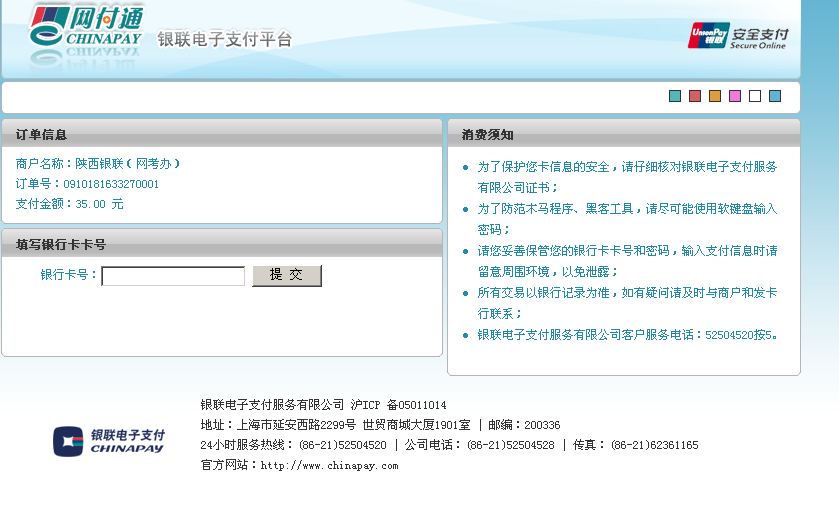 网付通
CHINAPAY
银联电子支付平台
UnionPay
银联
安全支付
Secure Online
订单信息
商户名称：陕西银联（网考办）
订单号：0910181633270001
支付金额：35.00 元
填写银行卡卡号
银行卡号：
提 交
消费须知
为了保护您卡信息的安全，请仔细核对银联电子支付服务
有限公司证书；
为了防范木马程序、黑客工具，请尽可能使用软键盘输入
密码；
请您妥善保管您的银行卡卡号和密码，输入支付信息时请
留意周围环境，以免泄露；
所有交易以银行记录为准，如有疑问请及时与商户和发卡
行联系；
银联电子支付服务有限公司客户服务电话：52504520按5。
银联电子支付
CHINAPAY
银联电子支付服务有限公司 沪ICP 备05011014
地址：上海市延安西路2299号 世贸商城大厦1901室 | 邮编：200336
24小时服务热线：(86-21)52504520 | 公司电话：(86-21)52504528 | 传真：(86-21)62361165
官方网站：http://www.chinapay.com